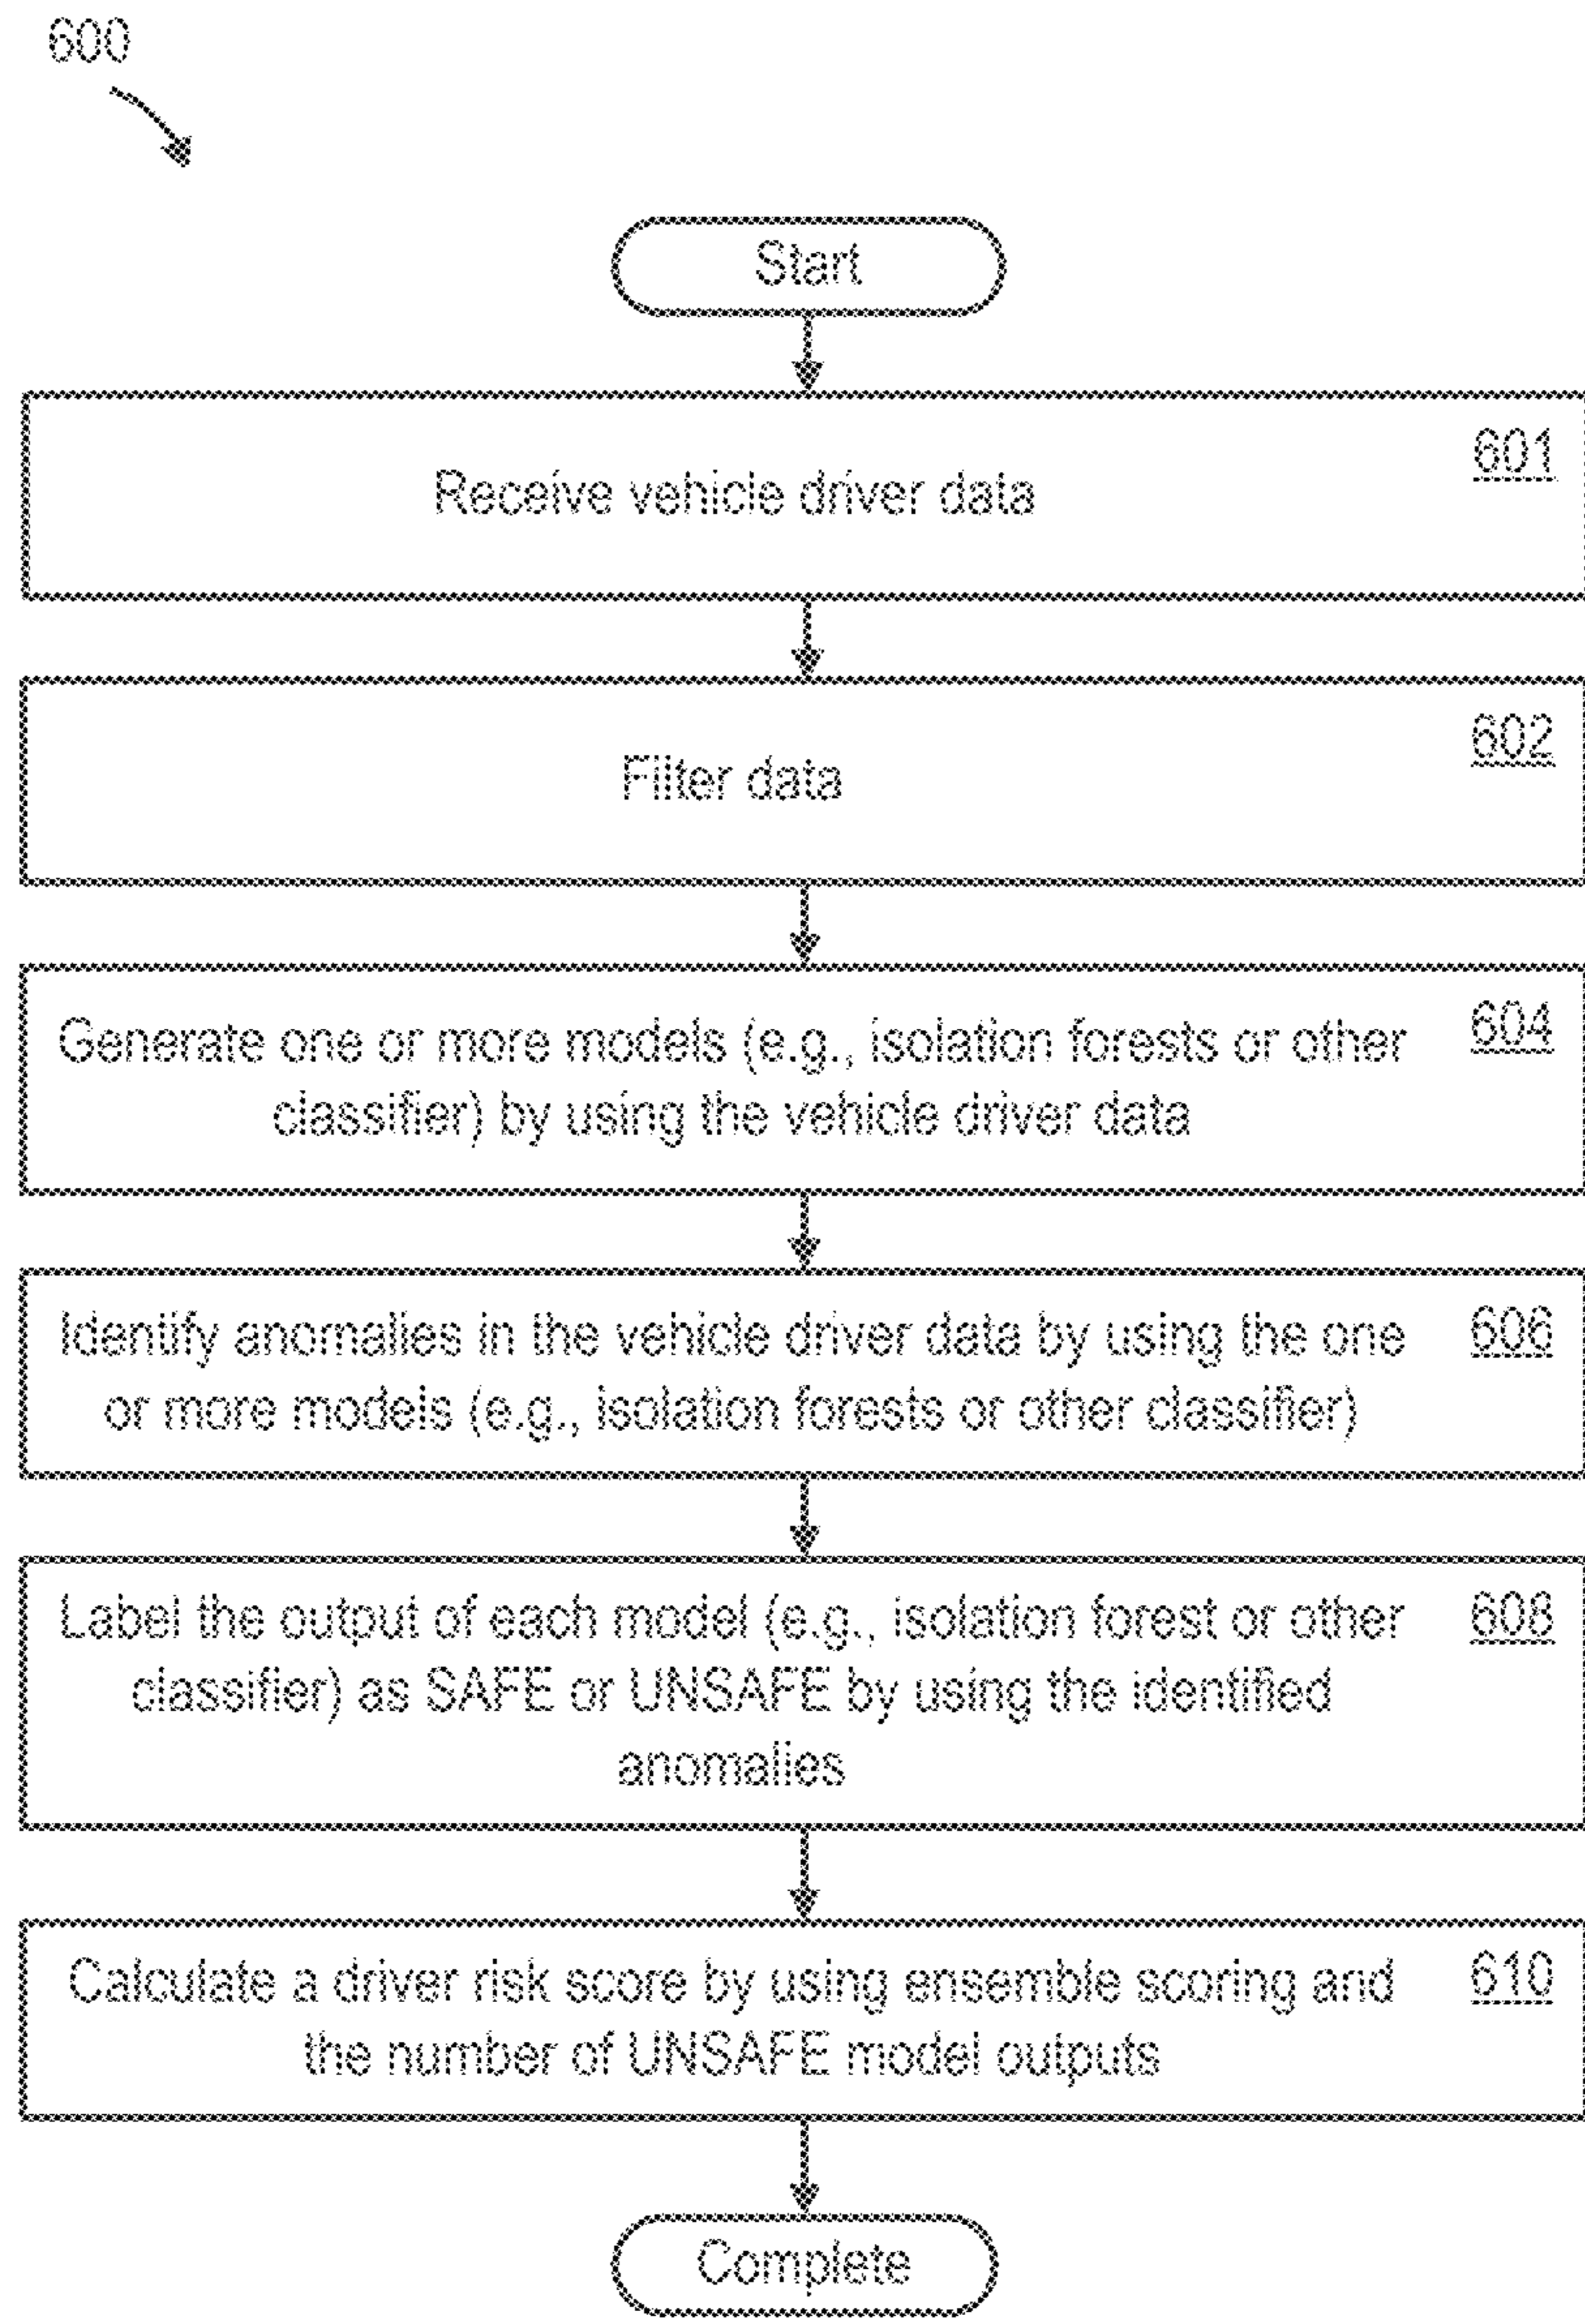 600
Start
601
Receive vehicle driver data
602
Filter data
604
Generate one or more models (e.g., isolation forests or other
classifier) by using the vehicle driver data
606
Identify anomalies in the vehicle driver data by using the one
or more models (e.g., isolation forests or other classifier)
608
Label the output of each model (e.g., isolation forest or other
classifier) as SAFE or UNSAFE by using the identified
anomalies
610
Calculate a driver risk score by using ensemble scoring and
the number of UNSAFE model outputs
Complete